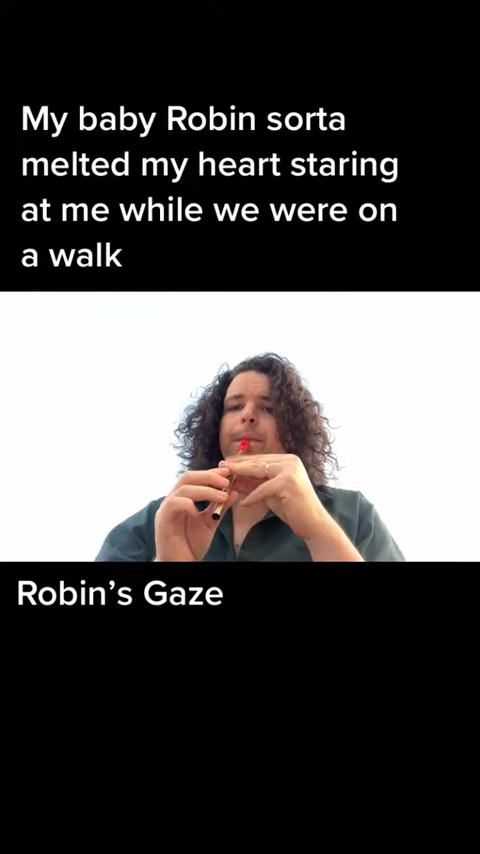 My baby Robin sorta
melted my heart staring
at me while we were on
a walk
Robin’s Gaze